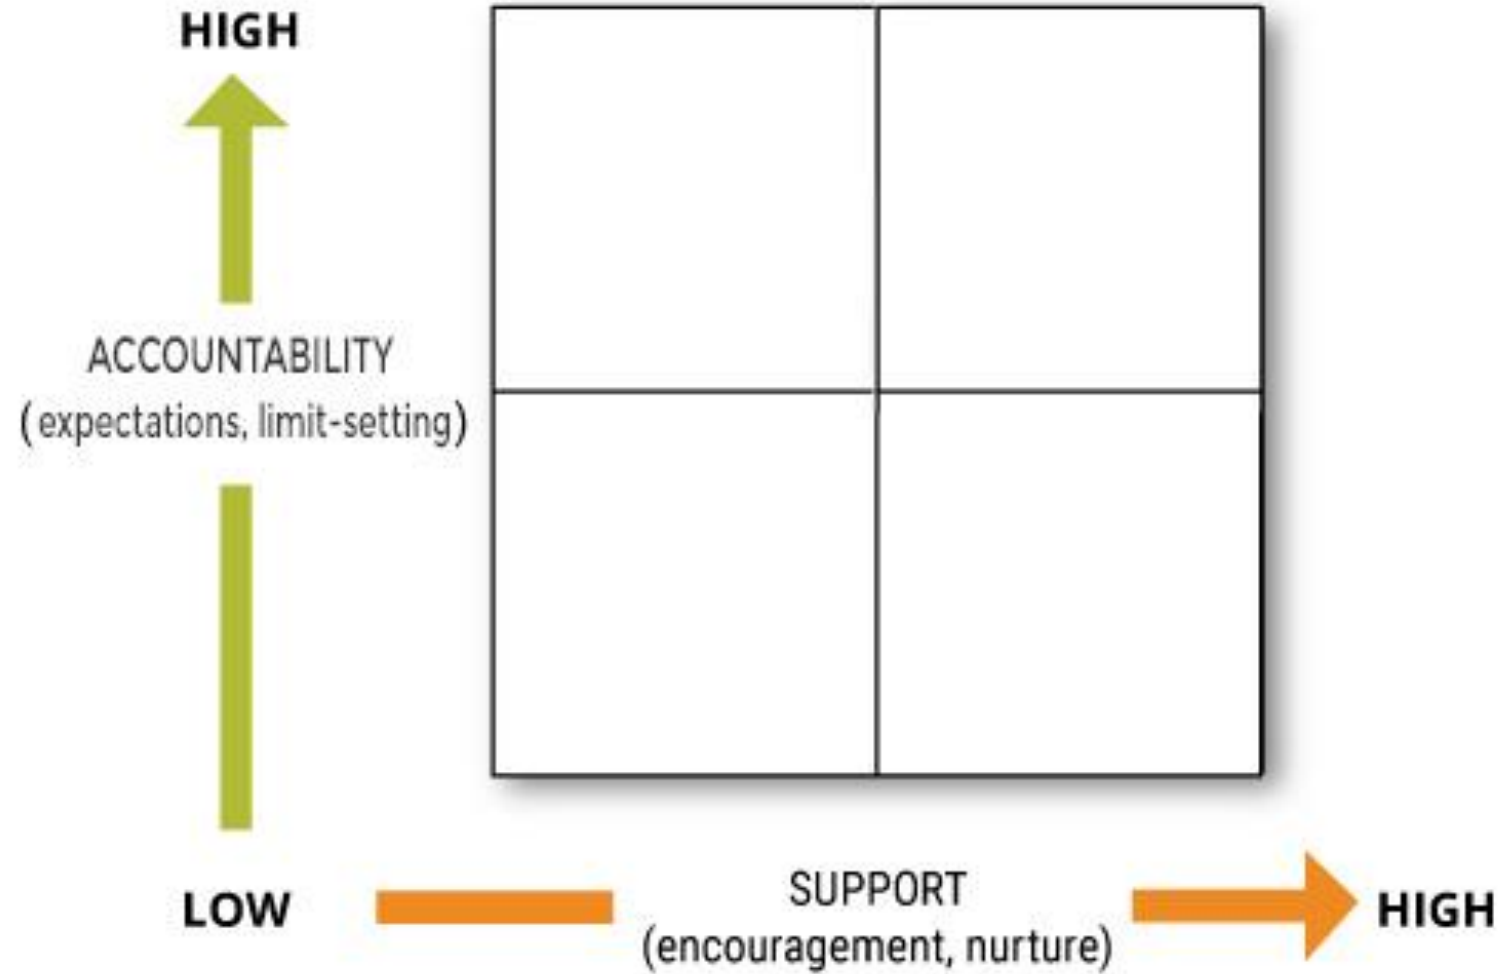 HIGH
ACCOUNTABILITY
(expectations, limit-setting)
LOW
SUPPORT
(encouragement, nurture)
HIGH